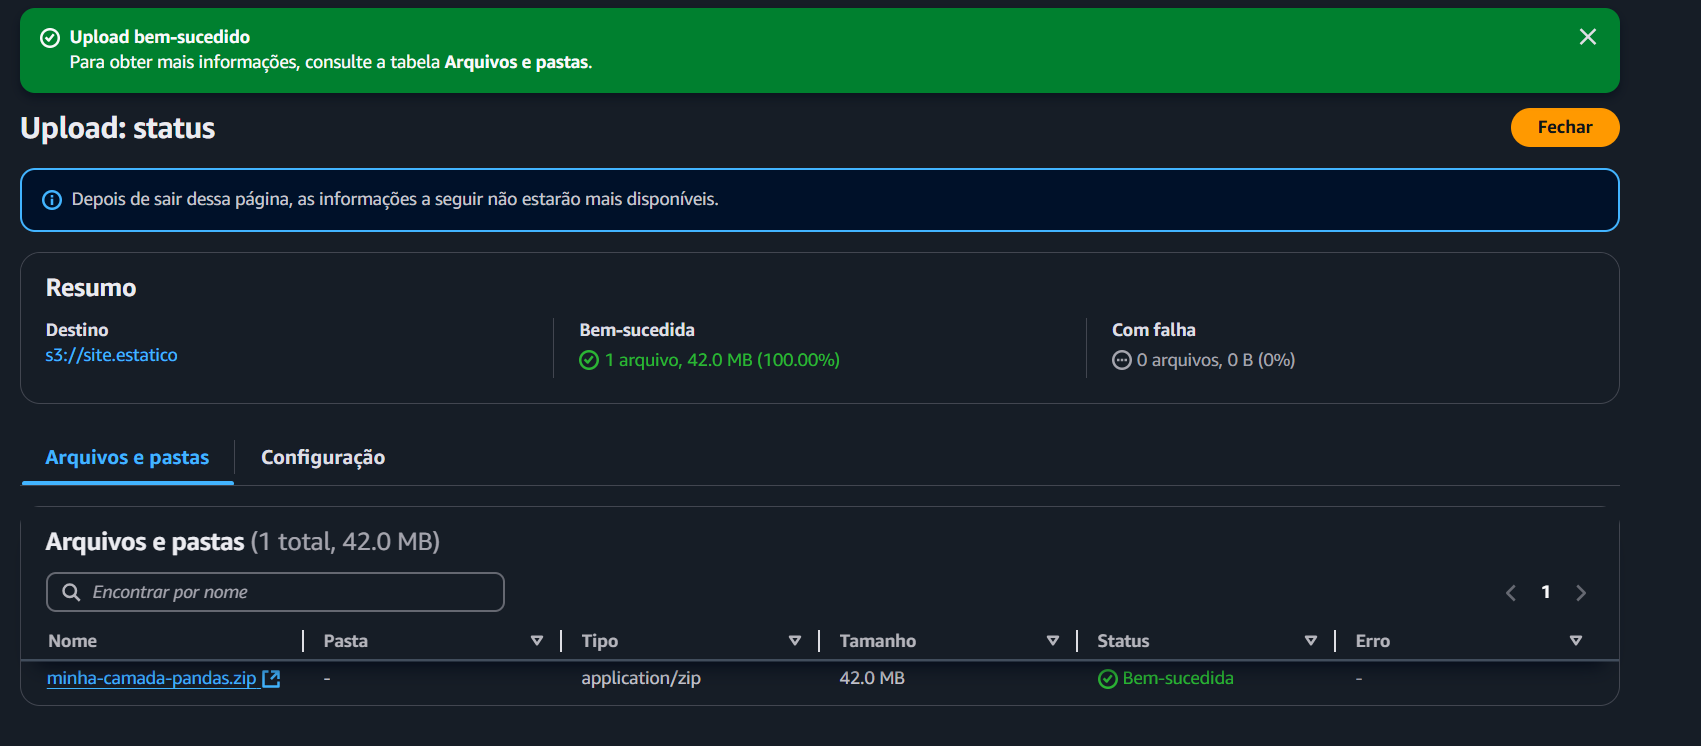 Upload bem-sucedido
Para obter mais informações, consulte a tabela Arquivos e pastas.
Upload: status
Fechar
Depois de sair dessa página, as informações a seguir não estarão mais disponíveis.
Resumo
Destino
s3://site.estatico
Bem-sucedida
1 arquivo, 42.0 MB (100.00%)
Com falha
0 arquivos, 0 B (0%)
Arquivos e pastas
Configuração
Arquivos e pastas (1 total, 42.0 MB)
Encontrar por nome
1
Nome Pasta Tipo Tamanho Status Erro
minha-camada-pandas.zip - application/zip 42.0 MB Bem-sucedida -